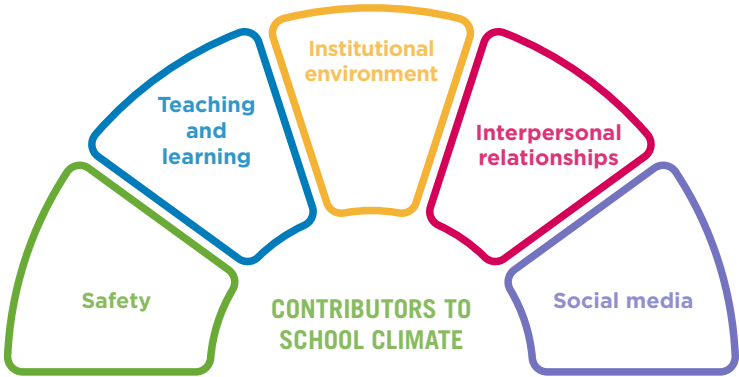 Safety
Teaching
and
learning
Institutional
environment
Interpersonal
relationships
Social media
CONTRIBUTORS TO
SCHOOL CLIMATE